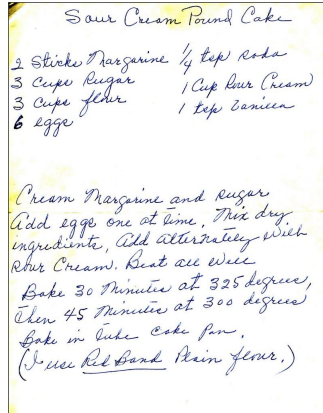 Sour Cream Pound Cake
2 Sticks Margarine 1/4 tsp soda
3 cups sugar 1 Cup Sour Cream
3 cups flour 1 tsp Vanilla
6 eggs
Cream Margarine and sugar
Add eggs one at time, Mix dry
ingredients, Add Alternately with
Sour Cream. Beat all well
Bake 30 Minutes at 325 degrees,
then 45 Minutes at 300 degrees
Bake in tube cake Pan.
(I use Red Band Plain flour.)